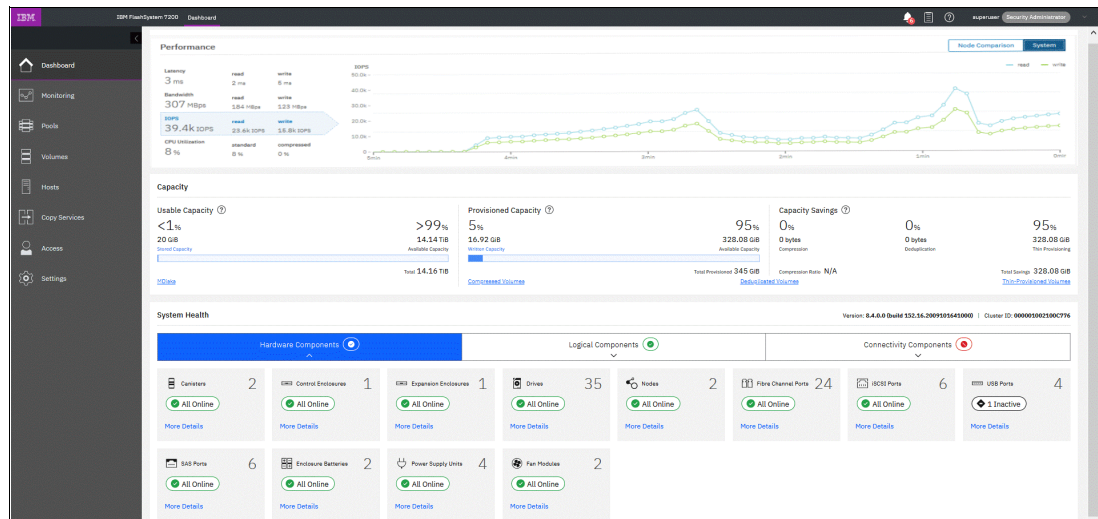 IBM
IBM FlashSystem 7200 Dashboard
superuser Security Administrator
Dashboard
Monitoring
Pools
Volumes
Hosts
Copy Services
Access
Settings
Performance
Node Comparison System
Latency
3 ms
read
2 ms
write
5 ms
Bandwidth
307 MBps
read
184 MBps
write
123 MBps
IOPS
39.4k IOPS
read
23.6k IOPS
write
15.8k IOPS
CPU Utilization
8 %
standard
8 %
compressed
0 %
IOPS
read write
50.0k
40.0k
30.0k
20.0k
10.0k
0
5min 4min 3min 2min 1min 0min
Capacity
Usable Capacity
<1%
>99%
20 GiB
14.14 TiB
Stored Capacity
Available Capacity
Total 14.16 TiB
MDisks
Provisioned Capacity
5%
95%
16.92 GiB
328.08 GiB
Written Capacity
Available Capacity
Total Provisioned 345 GiB
Compressed Volumes
Deduplicated Volumes
Capacity Savings
0% 0% 95%
0 bytes 0 bytes 328.08 GiB
Compression Deduplication Thin-Provisioning
Compression Ratio N/A
Total Savings 328.08 GiB
Thin-Provisioned Volumes
System Health
Version: 8.4.0.0 (build 152.16.2009101641000) | Cluster ID: 000001002100C776
Hardware Components
Logical Components
Connectivity Components
Canisters 2
All Online
More Details
Control Enclosures 1
All Online
More Details
Expansion Enclosures 1
All Online
More Details
Drives 35
All Online
More Details
Nodes 2
All Online
More Details
Fibre Channel Ports 24
All Online
More Details
iSCSI Ports 6
All Online
More Details
USB Ports 4
1 Inactive
More Details
SAS Ports 6
All Online
More Details
Enclosure Batteries 2
All Online
More Details
Power Supply Units 4
All Online
More Details
Fan Modules 2
All Online
More Details